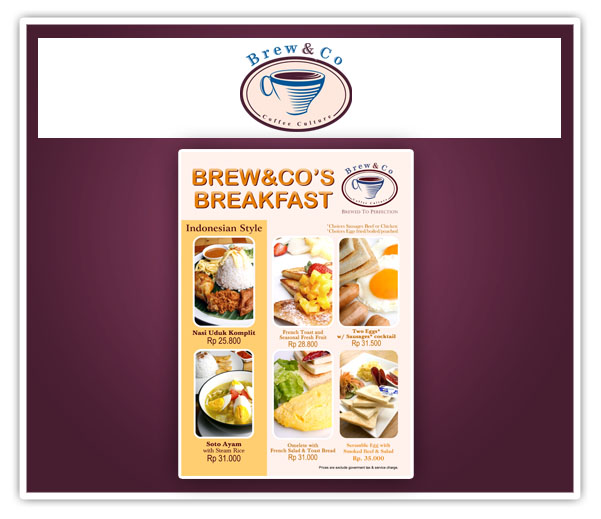 Brew&Co
Coffee Culture
BREW&CO'S
BREAKFAST
Brew&Co
Coffee Culture
BREWED TO PERFECTION
Indonesian Style
*Choices Sausages Beef or Chicken
*Choices Eggs fried/boiled/poached
Nasi Uduk Komplit
Rp 25.800
French Toast and
Seasonal Fresh Fruit
Rp 28.800
Two Eggs*
w/ Sausages* cocktail
Rp 31.500
Soto Ayam
with Steam Rice
Rp 31.000
Omelete with
French Salad & Toast Bread
Rp 31.000
Scramble Egg with
Smoked Beef & Salad
Rp. 35.000
Prices are exclude goverment tax & service charge.